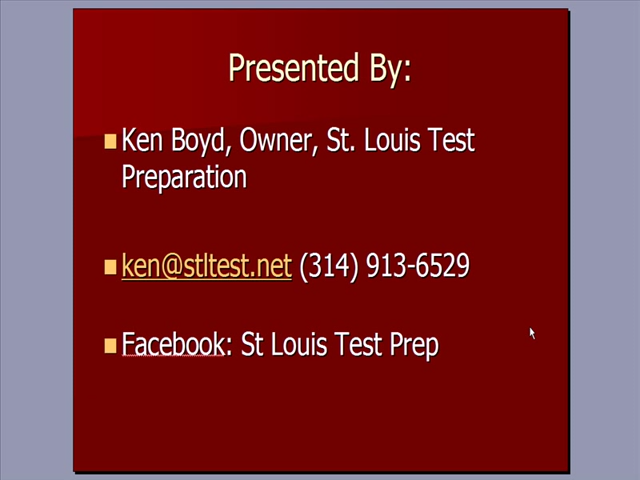 Presented By:
Ken Boyd, Owner, St. Louis Test
Preparation
ken@stltest.net (314) 913-6529
Facebook: St Louis Test Prep